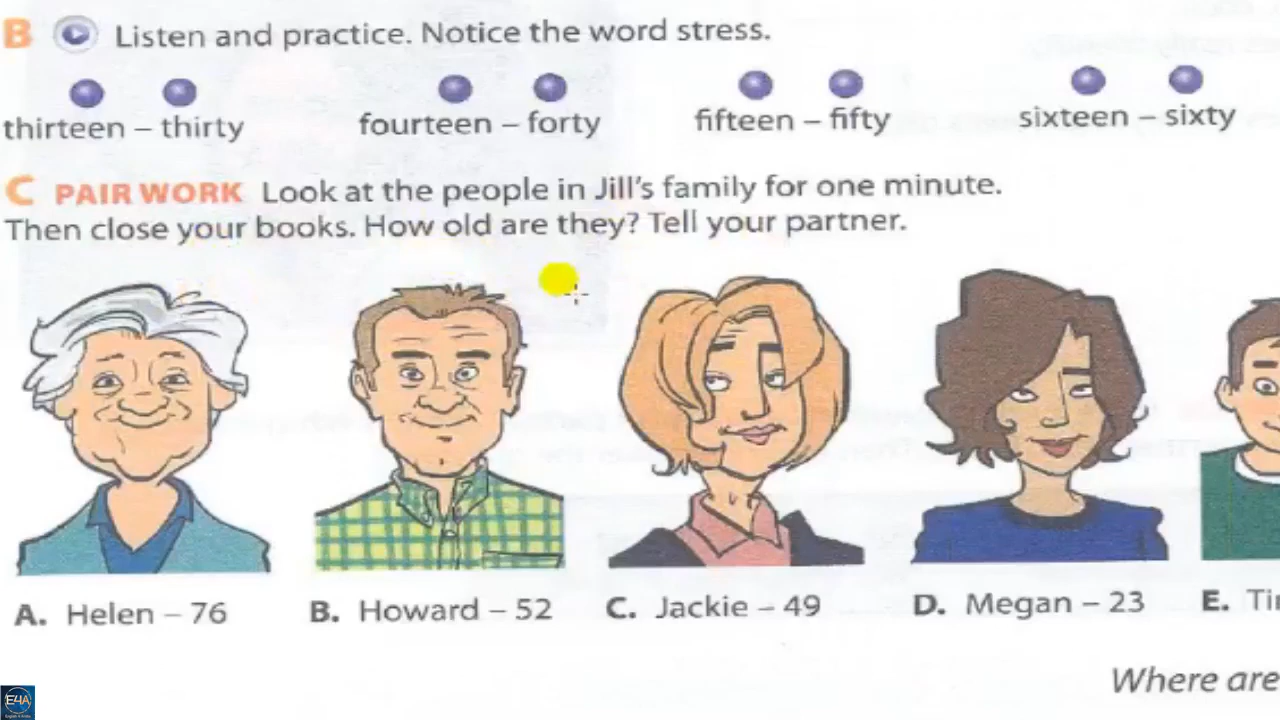 B Listen and practice. Notice the word stress.
thirteen – thirty fourteen – forty fifteen – fifty sixteen – sixty
C PAIR WORK Look at the people in Jill's family for one minute.
Then close your books. How old are they? Tell your partner.
A. Helen – 76 B. Howard – 52 C. Jackie – 49 D. Megan – 23 E. Tin
Where are
E4A